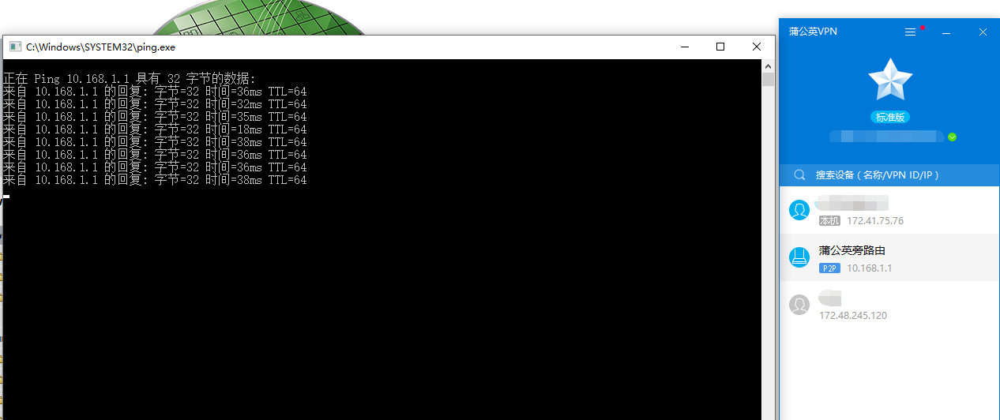 C:\Windows\SYSTEM32\ping.exe
正在 Ping 10.168.1.1 具有 32 字节的数据:
来自 10.168.1.1 的回复: 字节=32 时间=36ms TTL=64
来自 10.168.1.1 的回复: 字节=32 时间=32ms TTL=64
来自 10.168.1.1 的回复: 字节=32 时间=35ms TTL=64
来自 10.168.1.1 的回复: 字节=32 时间=18ms TTL=64
来自 10.168.1.1 的回复: 字节=32 时间=38ms TTL=64
来自 10.168.1.1 的回复: 字节=32 时间=36ms TTL=64
来自 10.168.1.1 的回复: 字节=32 时间=36ms TTL=64
来自 10.168.1.1 的回复: 字节=32 时间=38ms TTL=64
蒲公英VPN
标准版
搜索设备（名称/VPN ID/IP）
本机 172.41.75.76
蒲公英旁路由
P2P 10.168.1.1
172.48.245.120